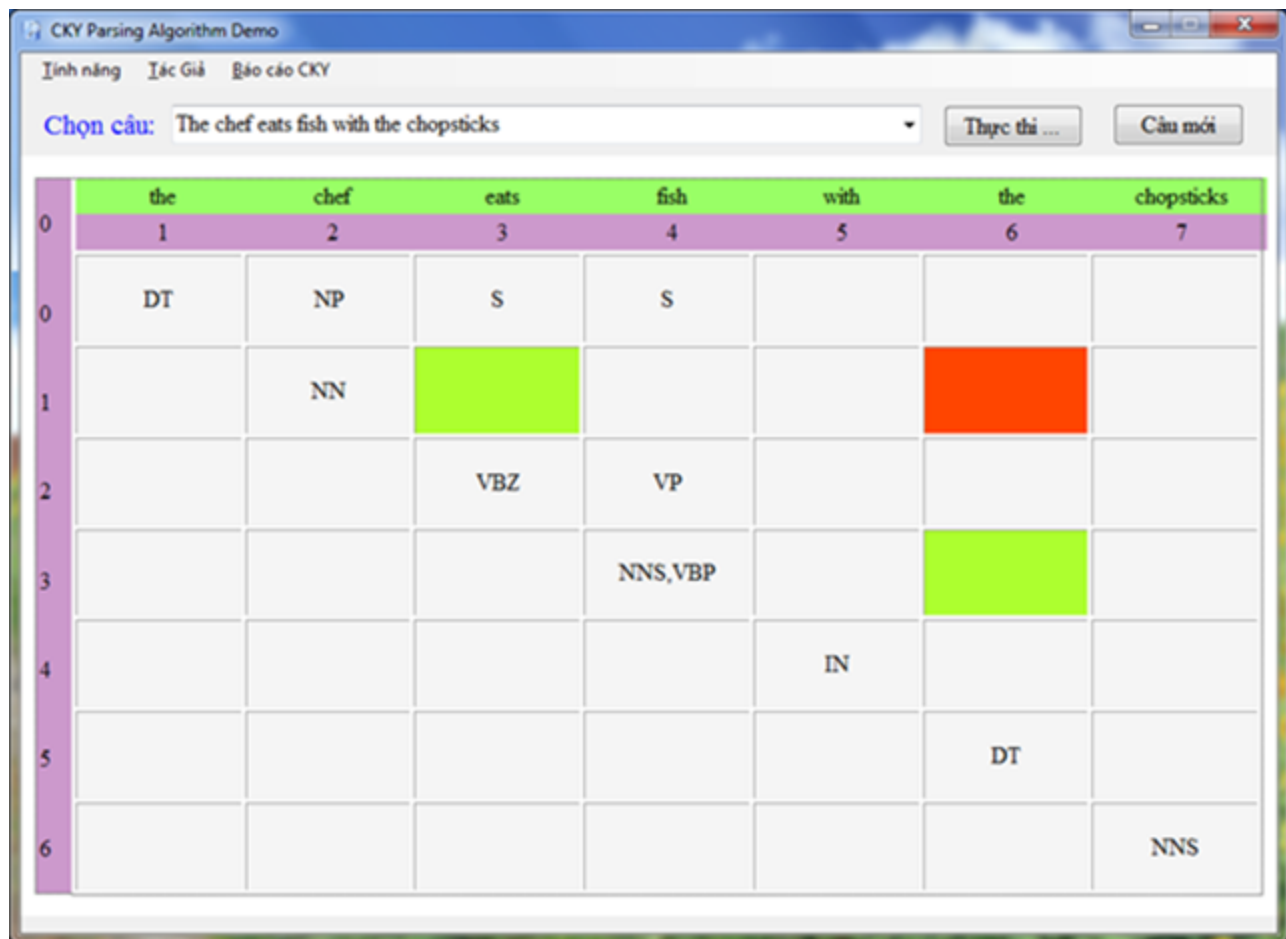 CKY Parsing Algorithm Demo
Tính năng Tác Giả Báo cáo CKY
Chọn câu: The chef eats fish with the chopsticks Thực thi ... Câu mới
the chef eats fish with the chopsticks
0 1 2 3 4 5 6 7
0 DT NP S S
1 NN
2 VBZ VP
3 NNS,VBP
4 IN
5 DT
6 NNS